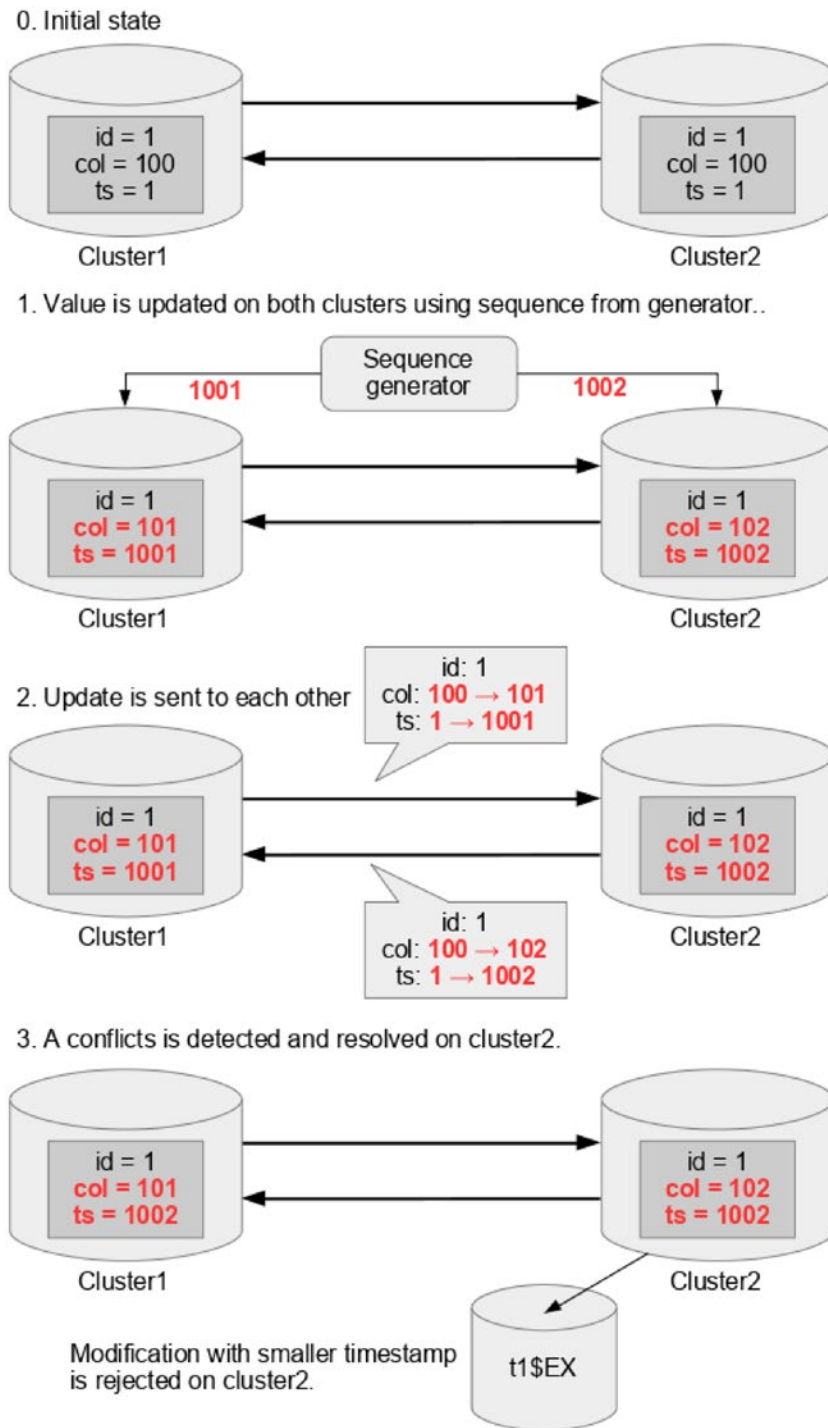 0. Initial state
id = 1
col = 100
ts = 1
Cluster1
id = 1
col = 100
ts = 1
Cluster2
1. Value is updated on both clusters using sequence from generator..
Sequence
generator
1001
1002
id = 1
col = 101
ts = 1001
Cluster1
id = 1
col = 102
ts = 1002
Cluster2
2. Update is sent to each other
id: 1
col: 100 → 101
ts: 1 → 1001
id = 1
col = 101
ts = 1001
Cluster1
id = 1
col = 102
ts = 1002
Cluster2
id: 1
col: 100 → 102
ts: 1 → 1002
3. A conflicts is detected and resolved on cluster2.
id = 1
col = 101
ts = 1002
Cluster1
id = 1
col = 102
ts = 1002
Cluster2
Modification with smaller timestamp
is rejected on cluster2.
t1$EX